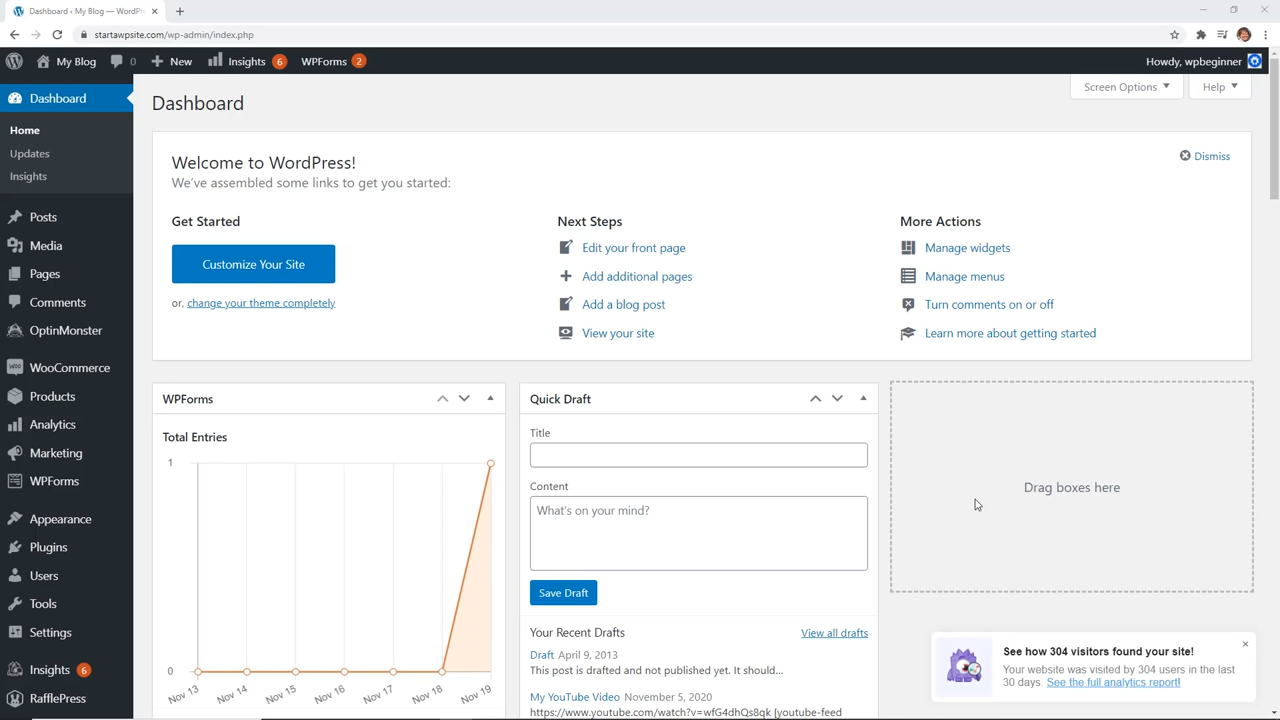 Dashboard ‹ My Blog — WordPr
startawpsite.com/wp-admin/index.php
My Blog 0 New Insights 6 WPForms 2 Howdy, wpbeginner
Dashboard
Home
Updates
Insights
Posts
Media
Pages
Comments
OptinMonster
WooCommerce
Products
Analytics
Marketing
WPForms
Appearance
Plugins
Users
Tools
Settings
Insights 6
RafflePress
Screen Options Help
Dashboard
Welcome to WordPress!
Dismiss
We've assembled some links to get you started:
Get Started
Customize Your Site
or, change your theme completely
Next Steps
Edit your front page
Add additional pages
Add a blog post
View your site
More Actions
Manage widgets
Manage menus
Turn comments on or off
Learn more about getting started
WPForms
Total Entries
1
0
Nov 13 Nov 14 Nov 15 Nov 16 Nov 17 Nov 18 Nov 19
Quick Draft
Title
Content
What's on your mind?
Save Draft
Your Recent Drafts View all drafts
Draft April 9, 2013
This post is drafted and not published yet. It should…
My YouTube Video November 5, 2020
https://www.youtube.com/watch?v=wfG4dhQs8qk [youtube-feed
Drag boxes here
See how 304 visitors found your site!
Your website was visited by 304 users in the last
30 days. See the full analytics report!